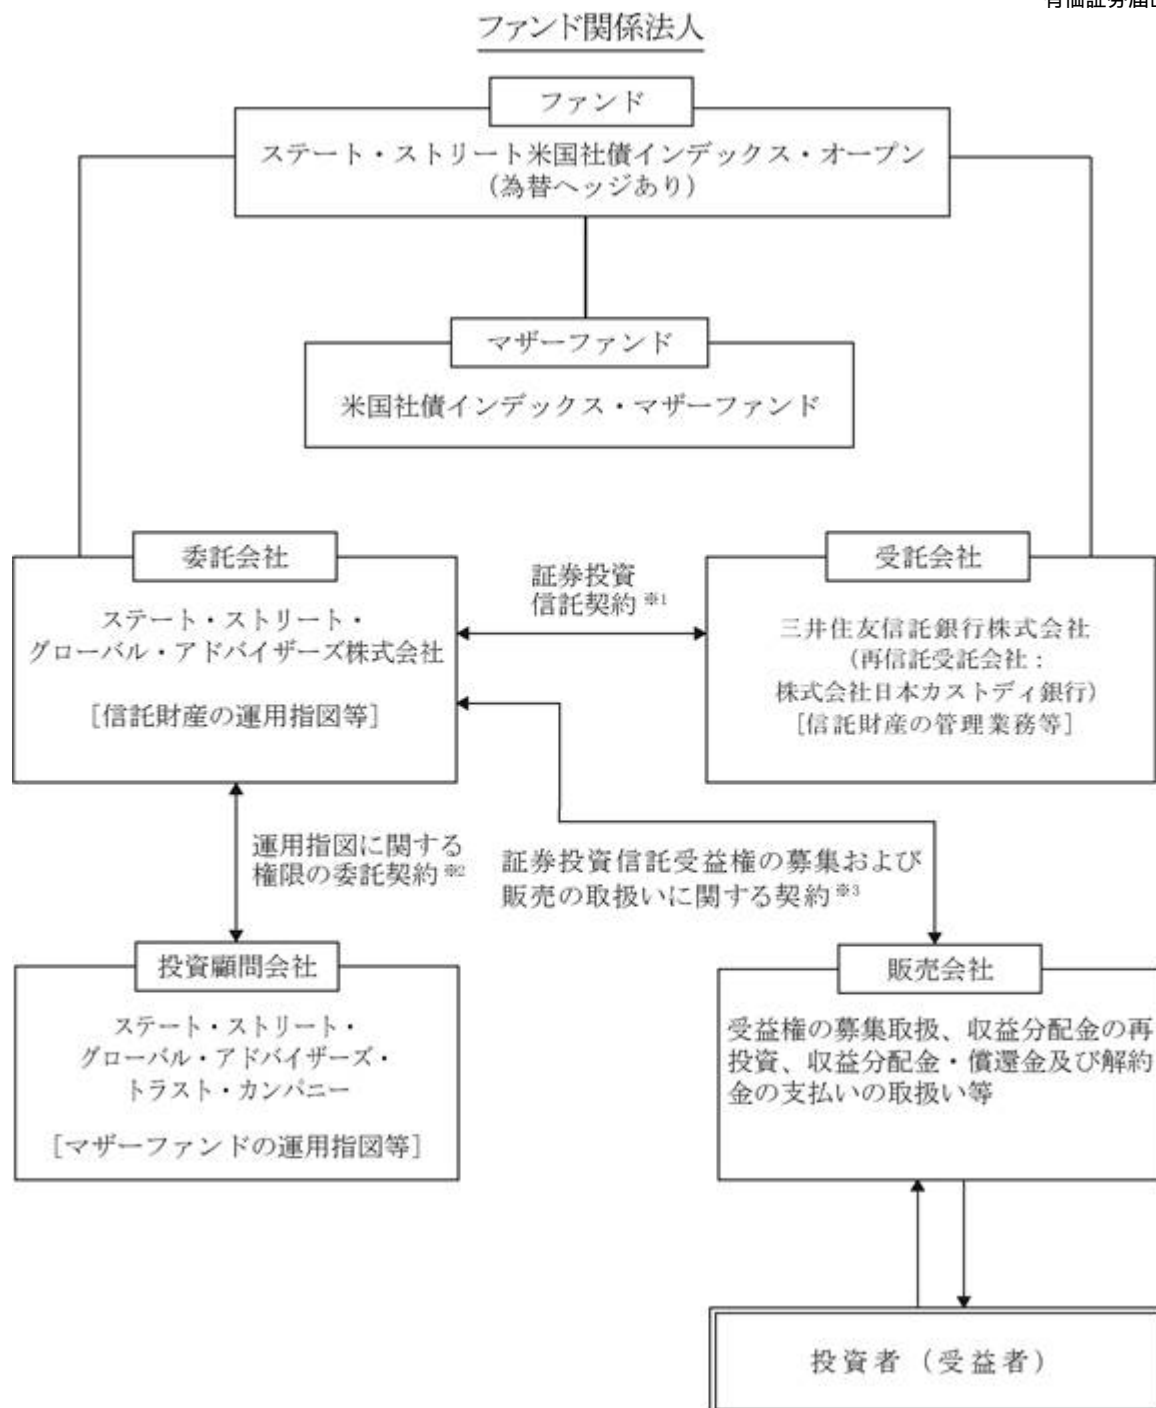 有価証券届出
ファンド関係法人
ファンド
ステート・ストリート米国社債インデックス・オープン
(為替ヘッジあり)
マザーファンド
米国社債インデックス・マザーファンド
委託会社
ステート・ストリート・
グローバル・アドバイザーズ株式会社
[信託財産の運用指図等]
証券投資
信託契約※1
受託会社
三井住友信託銀行株式会社
(再信託受託会社:
株式会社日本カストディ銀行)
[信託財産の管理業務等]
運用指図に関する
権限の委託契約※2
証券投資信託受益権の募集および
販売の取扱いに関する契約※3
投資顧問会社
ステート・ストリート・
グローバル・アドバイザーズ・
トラスト・カンパニー
[マザーファンドの運用指図等]
販売会社
受益権の募集取扱、収益分配金の再
投資、収益分配金・償還金及び解約
金の支払いの取扱い等
投資者(受益者)